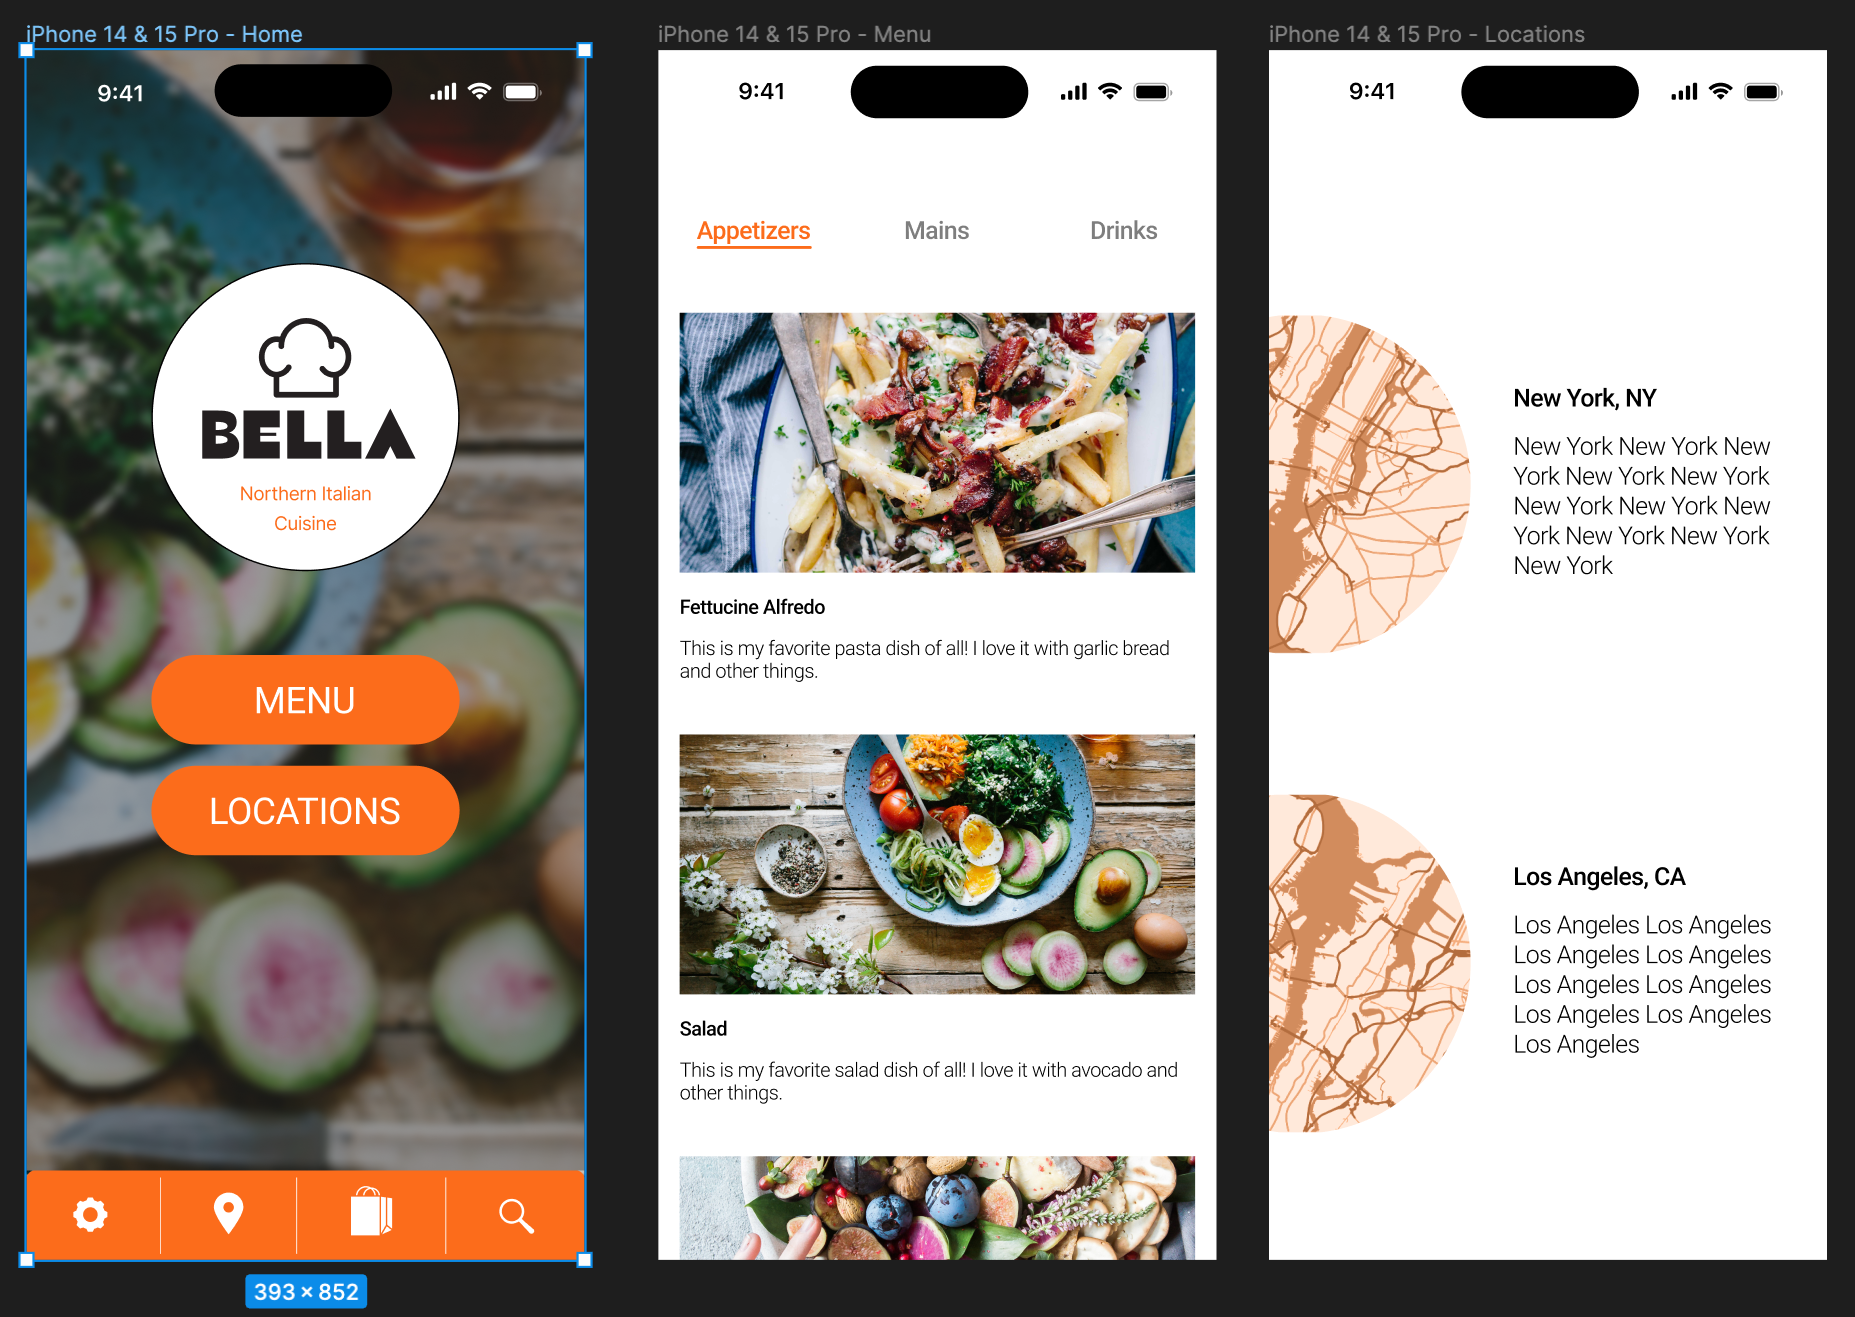 iPhone 14 & 15 Pro - Home
9:41
BELLA
Northern Italian
Cuisine
MENU
LOCATIONS
393 × 852
iPhone 14 & 15 Pro - Menu
9:41
Appetizers
Mains
Drinks
Fettucine Alfredo
This is my favorite pasta dish of all! I love it with garlic bread
and other things.
Salad
This is my favorite salad dish of all! I love it with avocado and
other things.
iPhone 14 & 15 Pro - Locations
9:41
New York, NY
New York New York New
York New York New York
New York New York New
York New York New York
New York
Los Angeles, CA
Los Angeles Los Angeles
Los Angeles Los Angeles
Los Angeles Los Angeles
Los Angeles Los Angeles
Los Angeles